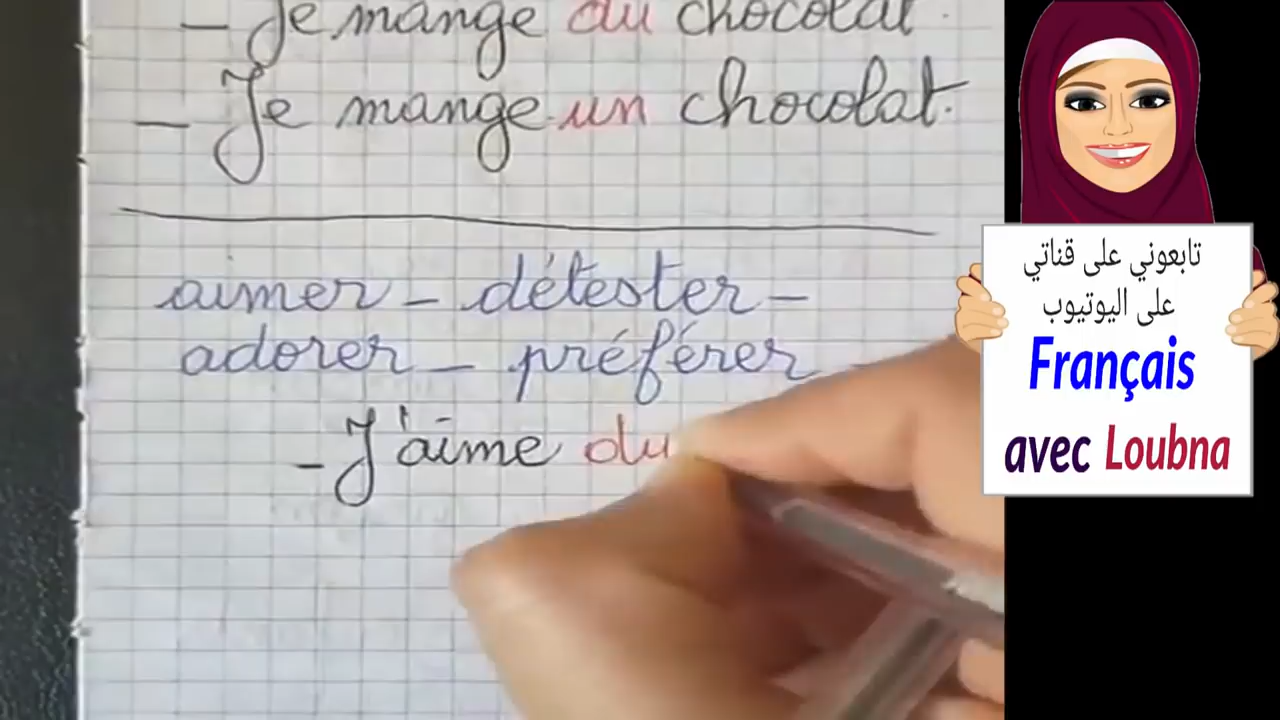 - Je mange du chocolat.
- Je mange un chocolat.
aimer - détester -
adorer - préférer -
- J'aime du
تابعوني على قناتي
على اليوتيوب
Français
avec Loubna